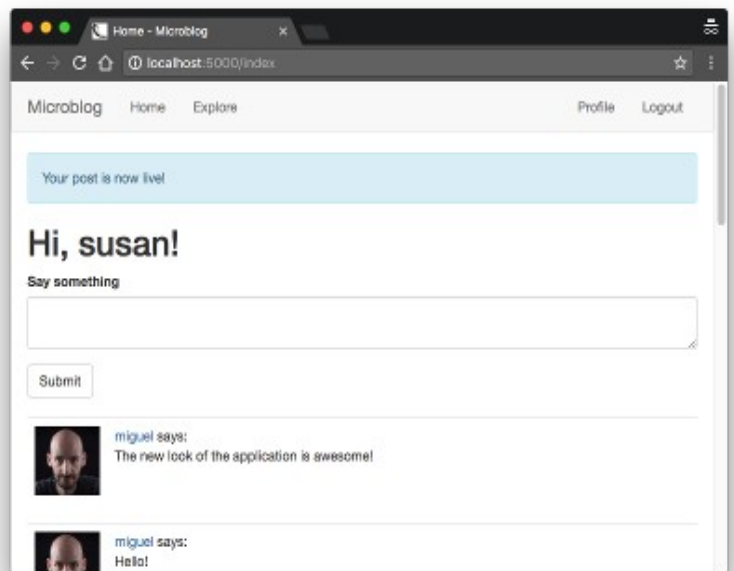 Home - Microblog
localhost:5000/index
Microblog Home Explore Profile Logout
Your post is now live!
Hi, susan!
Say something
Submit
miguel says:
The new look of the application is awesome!
miguel says:
Hello!